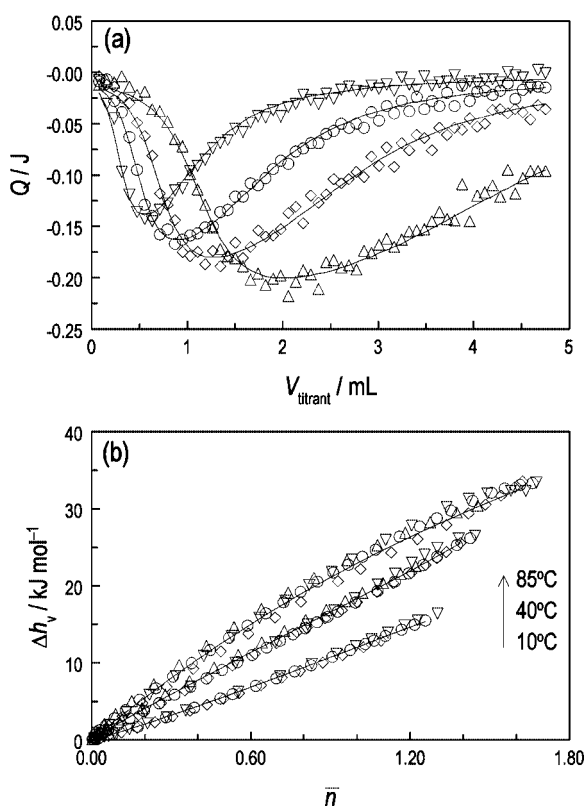 (a)
0.05
-0.00
-0.05
-0.10
-0.15
-0.20
-0.25
Q / J
0 1 2 3 4 5
V_titrant / mL
(b)
40
30
20
10
0
Δh_v / kJ mol⁻¹
85ºC
40ºC
10ºC
0.00 0.60 1.20 1.80
n̅